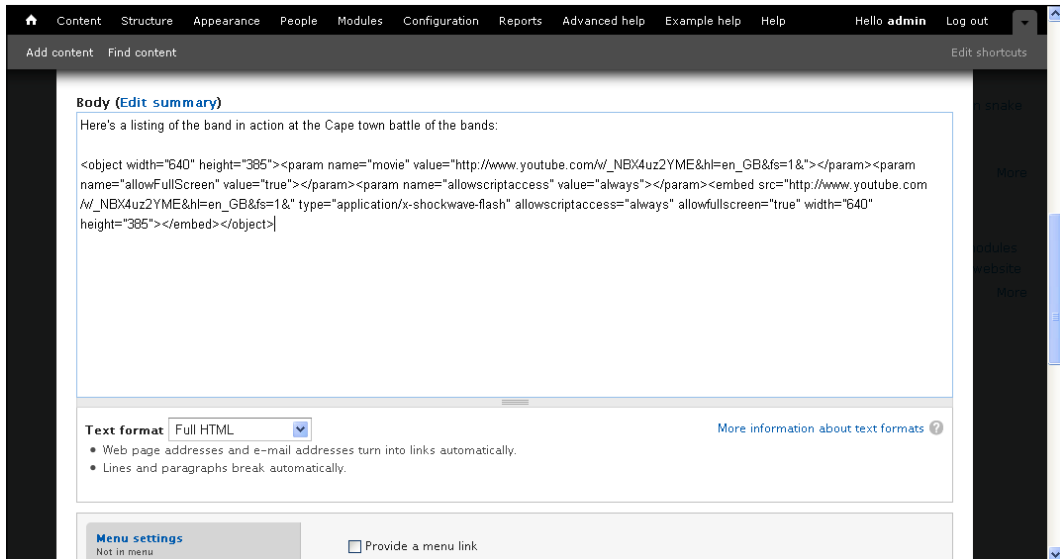 Content Structure Appearance People Modules Configuration Reports Advanced help Example help Help Hello admin Log out
Add content Find content Edit shortcuts
Body (Edit summary)
n snake
Here's a listing of the band in action at the Cape town battle of the bands:
<object width="640" height="385"><param name="movie" value="http://www.youtube.com/v/_NBX4uz2YME&hl=en_GB&fs=1&"></param><param
More
name="allowFullScreen" value="true"></param><param name="allowscriptaccess" value="always"></param><embed src="http://www.youtube.com
/v/_NBX4uz2YME&hl=en_GB&fs=1&" type="application/x-shockwave-flash" allowscriptaccess="always" allowfullscreen="true" width="640"
height="385"></embed></object>
odules
website
More
Text format Full HTML More information about text formats ?
Web page addresses and e-mail addresses turn into links automatically.
Lines and paragraphs break automatically.
Menu settings
Not in menu
Provide a menu link